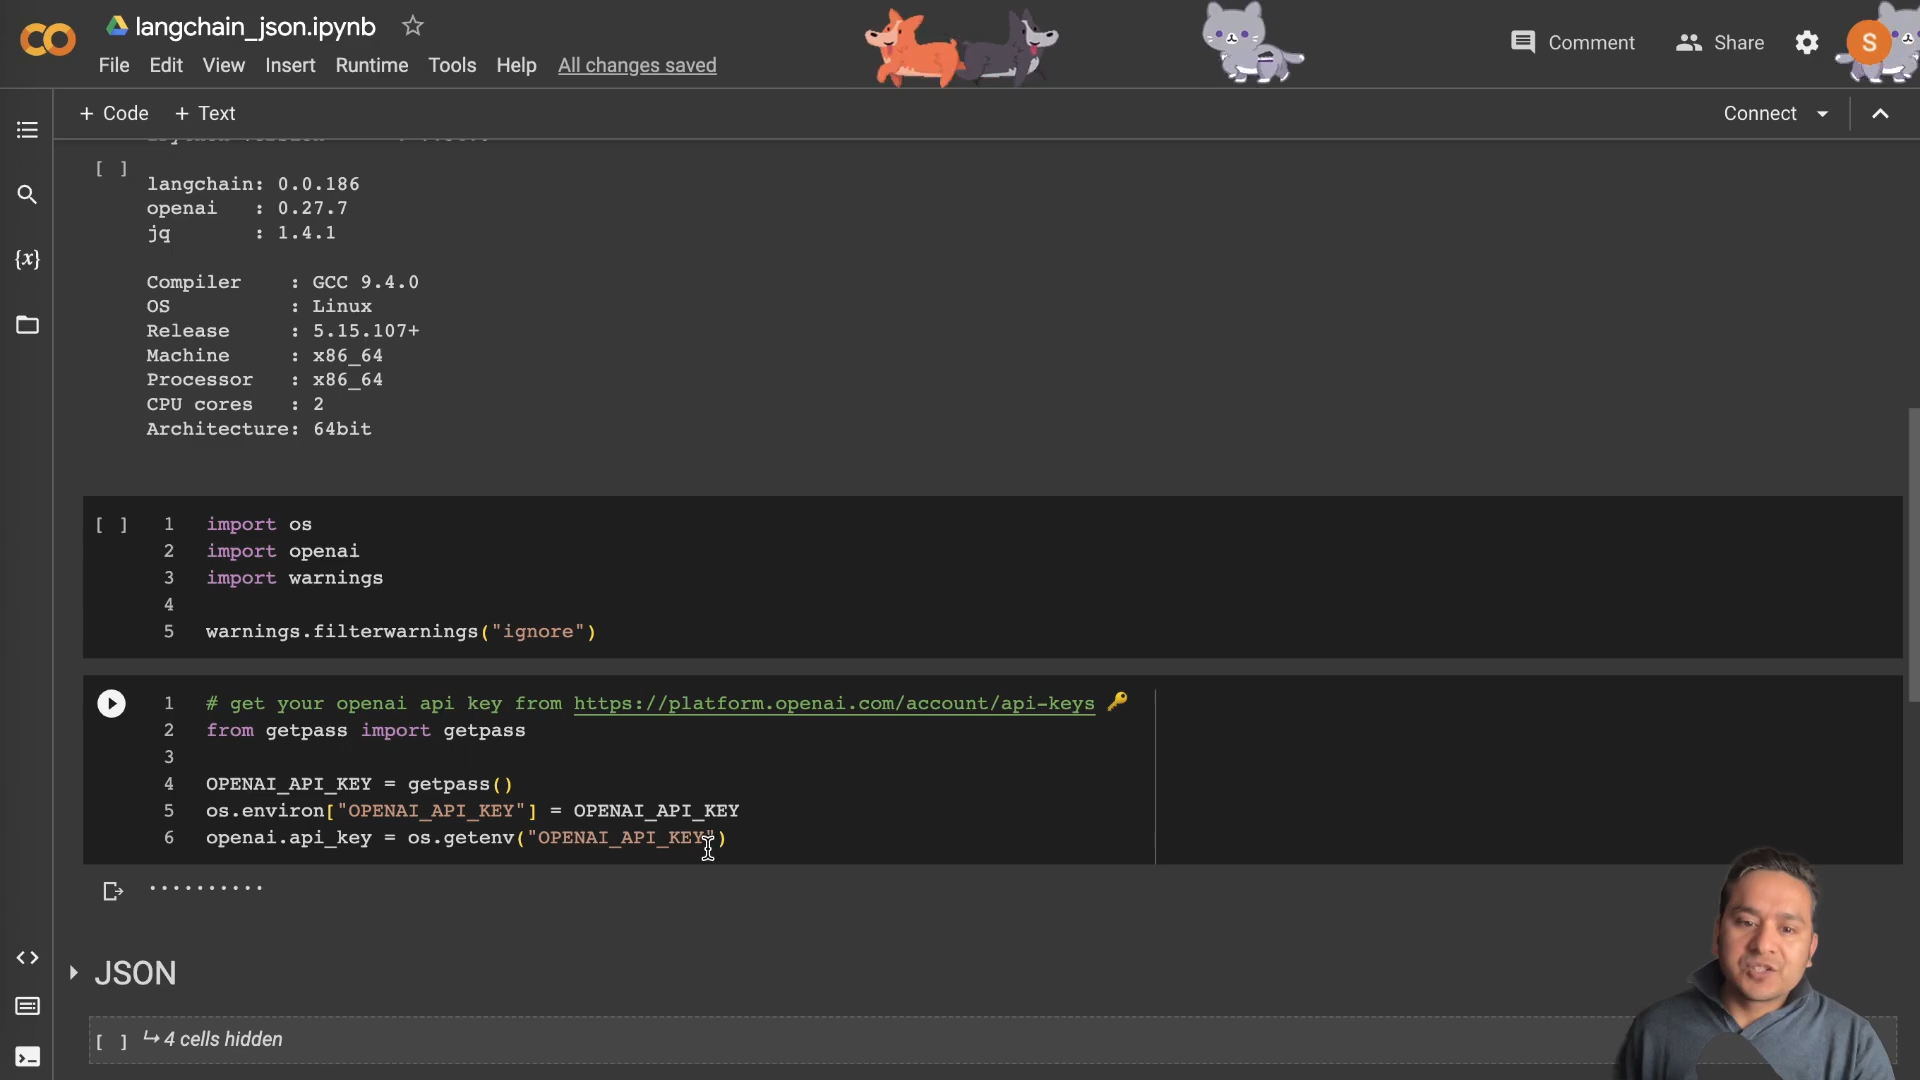 langchain_json.ipynb
File Edit View Insert Runtime Tools Help All changes saved
Comment Share S
+ Code + Text
Connect
[ ]
langchain: 0.0.186
openai : 0.27.7
jq : 1.4.1
Compiler : GCC 9.4.0
OS : Linux
Release : 5.15.107+
Machine : x86_64
Processor : x86_64
CPU cores : 2
Architecture: 64bit
[ ] 1 import os
2 import openai
3 import warnings
4
5 warnings.filterwarnings("ignore")
1 # get your openai api key from https://platform.openai.com/account/api-keys 🔑
2 from getpass import getpass
3
4 OPENAI_API_KEY = getpass()
5 os.environ["OPENAI_API_KEY"] = OPENAI_API_KEY
6 openai.api_key = os.getenv("OPENAI_API_KEY")
··········
JSON
[ ] ↳ 4 cells hidden